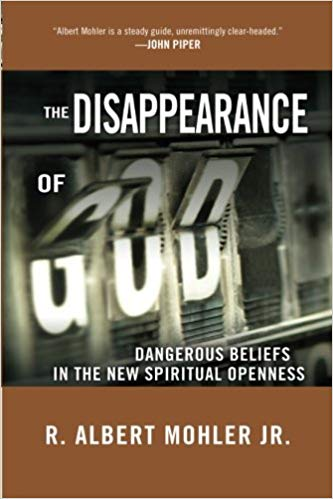 "Albert Mohler is a steady guide, unremittingly clear-headed."
—JOHN PIPER
THE DISAPPEARANCE
OF
GOD
DANGEROUS BELIEFS
IN THE NEW SPIRITUAL OPENNESS
R. ALBERT MOHLER JR.